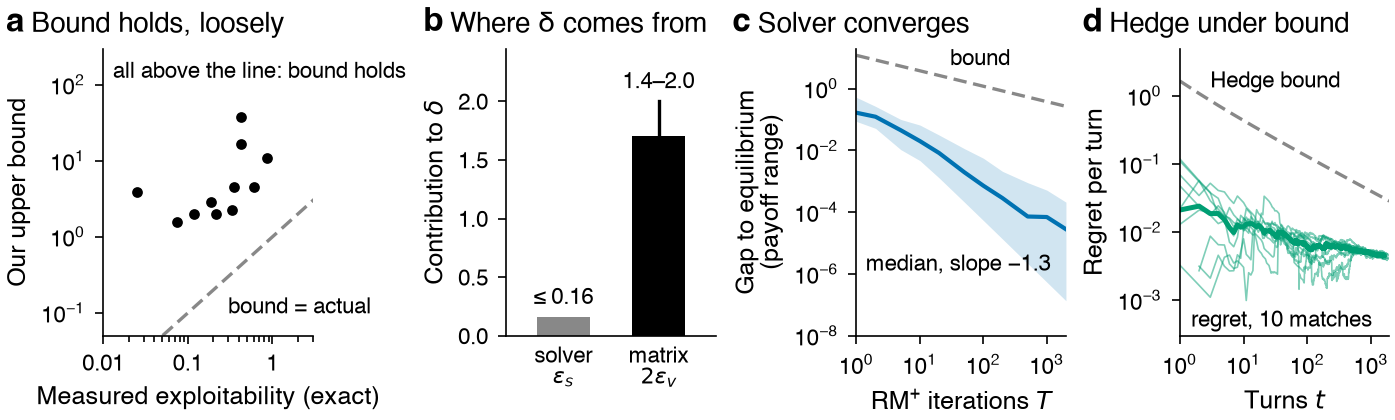 a Bound holds, loosely
all above the line: bound holds
bound = actual
Our upper bound
10²
10¹
10⁰
10⁻¹
0.01
0.1
1
Measured exploitability (exact)
b Where δ comes from
1.4–2.0
≤ 0.16
Contribution to δ
2.0
1.5
1.0
0.5
0.0
solver
εₛ
matrix
2εᵥ
c Solver converges
bound
median, slope −1.3
Gap to equilibrium
(payoff range)
10⁰
10⁻²
10⁻⁴
10⁻⁶
10⁻⁸
10⁰
10¹
10²
10³
RM⁺ iterations T
d Hedge under bound
Hedge bound
regret, 10 matches
Regret per turn
10⁰
10⁻¹
10⁻²
10⁻³
10⁰
10¹
10²
10³
Turns t